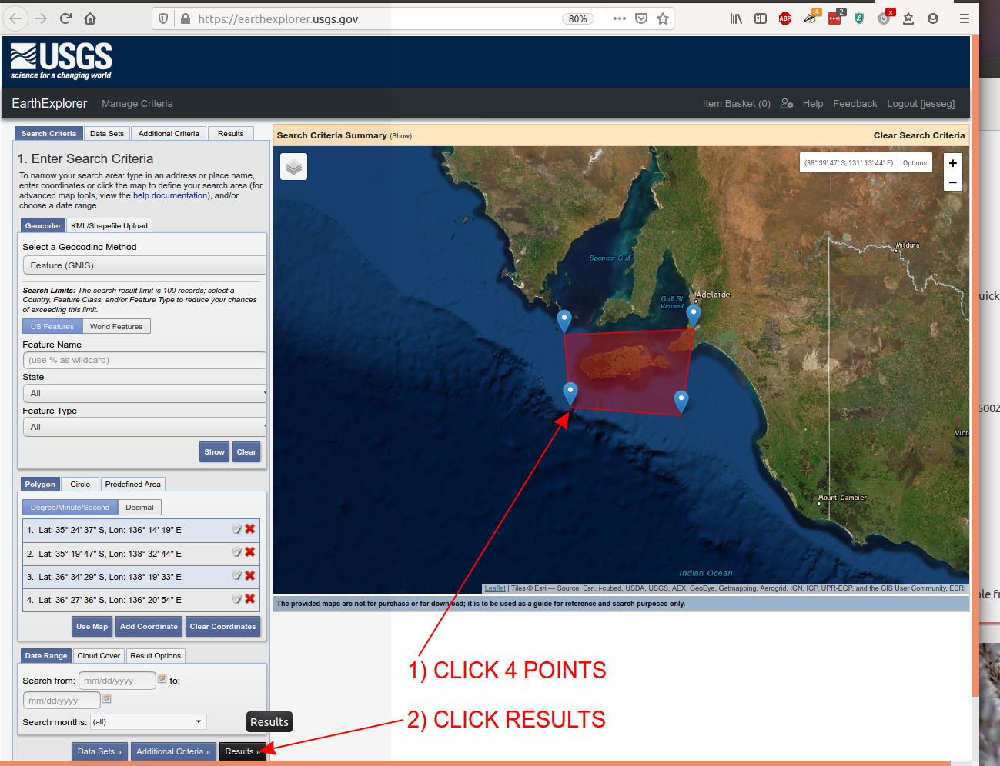 https://earthexplorer.usgs.gov
80%
ABP
4
2
x
USGS
science for a changing world
EarthExplorer
Manage Criteria
Item Basket (0)
Help
Feedback
Logout [jesseg]
Search Criteria
Data Sets
Additional Criteria
Results
1. Enter Search Criteria
To narrow your search area: type in an address or place name,
enter coordinates or click the map to define your search area (for
advanced map tools, view the help documentation), and/or
choose a date range.
Geocoder
KML/Shapefile Upload
Select a Geocoding Method
Feature (GNIS)
Search Limits: The search result limit is 100 records; select a
Country, Feature Class, and/or Feature Type to reduce your chances
of exceeding this limit.
US Features
World Features
Feature Name
(use % as wildcard)
State
All
Feature Type
All
Show
Clear
Polygon
Circle
Predefined Area
Degree/Minute/Second
Decimal
1. Lat: 35° 24' 37" S, Lon: 136° 14' 19" E
2. Lat: 35° 19' 47" S, Lon: 138° 32' 44" E
3. Lat: 36° 34' 29" S, Lon: 138° 19' 33" E
4. Lat: 36° 27' 36" S, Lon: 136° 20' 54" E
Use Map
Add Coordinate
Clear Coordinates
Date Range
Cloud Cover
Result Options
Search from: mm/dd/yyyy to:
mm/dd/yyyy
Search months: (all)
Results
Data Sets »
Additional Criteria »
Results »
Search Criteria Summary (Show)
Clear Search Criteria
(38° 39' 47" S, 131° 13' 44" E)
Options
+
−
Mildura
Spencer Gulf
Adelaide
Gulf St
Vincent
Vict
Mount Gambier
Indian Ocean
Leaflet | Tiles © Esri — Source: Esri, i-cubed, USDA, USGS, AEX, GeoEye, Getmapping, Aerogrid, IGN, IGP, UPR-EGP, and the GIS User Community, ESRI
The provided maps are not for purchase or for download; it is to be used as a guide for reference and search purposes only.
1) CLICK 4 POINTS
2) CLICK RESULTS
uick
500Z
ole fr